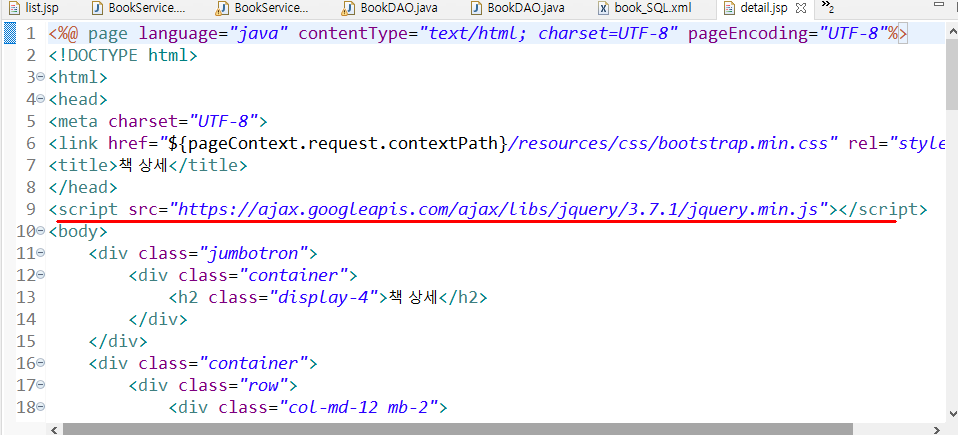 list.jsp BookService.... BookService... BookDAO.java BookDAO.java book_SQL.xml detail.jsp 2
1 <%@ page language="java" contentType="text/html; charset=UTF-8" pageEncoding="UTF-8"%>
2 <!DOCTYPE html>
3 <html>
4 <head>
5 <meta charset="UTF-8">
6 <link href="${pageContext.request.contextPath}/resources/css/bootstrap.min.css" rel="style
7 <title>책 상세</title>
8 </head>
9 <script src="https://ajax.googleapis.com/ajax/libs/jquery/3.7.1/jquery.min.js"></script>
10 <body>
11 <div class="jumbotron">
12 <div class="container">
13 <h2 class="display-4">책 상세</h2>
14 </div>
15 </div>
16 <div class="container">
17 <div class="row">
18 <div class="col-md-12 mb-2">